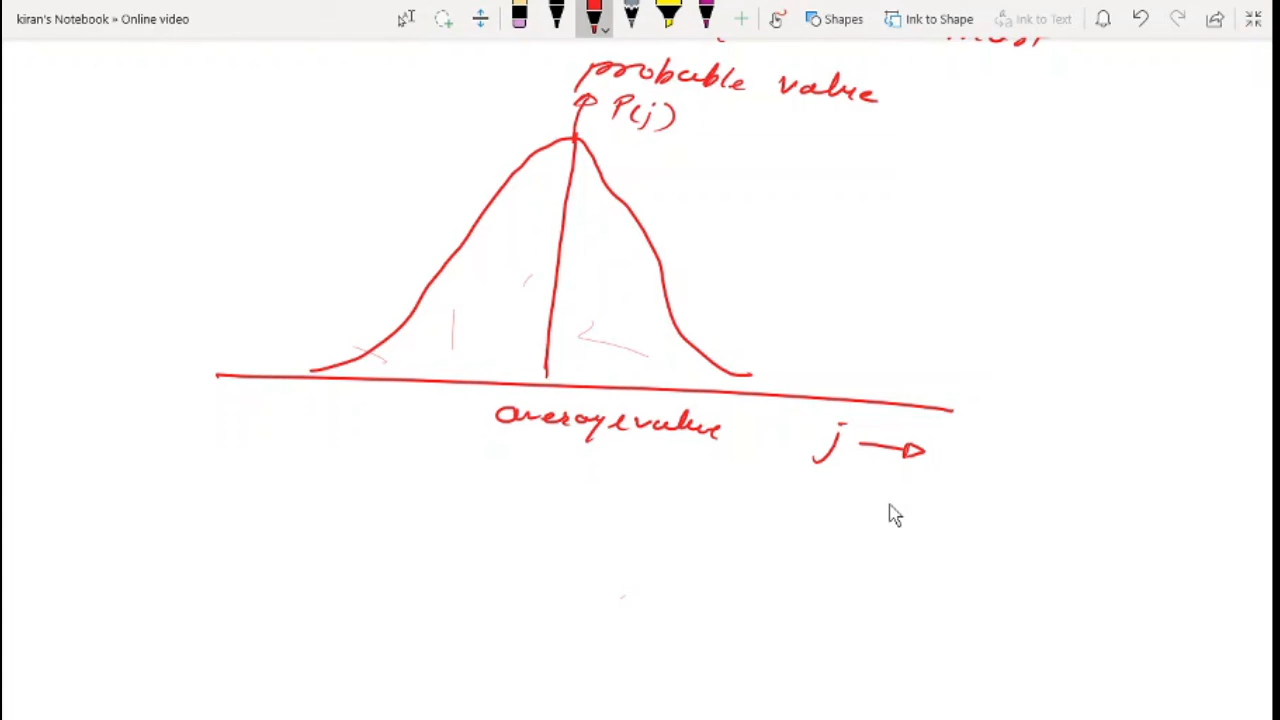 kiran's Notebook » Online video
Shapes
Ink to Shape
Ink to Text
probable value
P(j)
average value
j